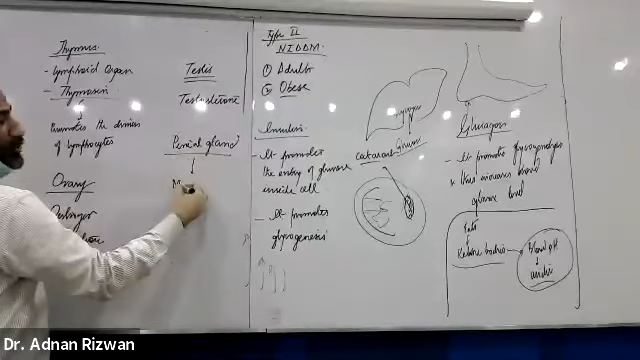 Thymus
- Lymphoid Organ
- Thymosin
Promotes the division
of lymphocytes
Ovary
Testis
Testosterone
Pineal gland
Type II
NIDDM
① Adults
② Obese
Insulin
- It promotes
the entry of glucose
inside cell
- It promotes
glycogenesis
cataract
Glucagon
- It promotes
* thus increases blood
glucose level
Fats
Ketone bodies
Blood pH
acidic
Dr. Adnan Rizwan